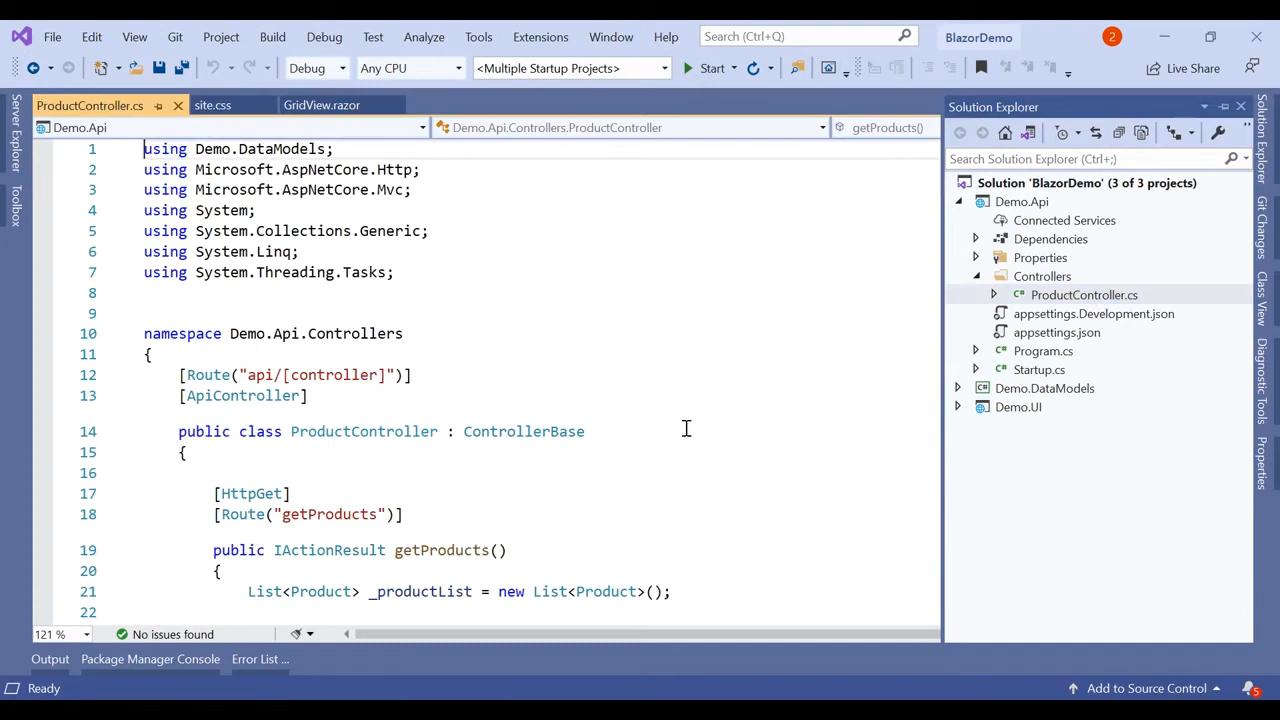 File Edit View Git Project Build Debug Test Analyze Tools Extensions Window Help Search (Ctrl+Q) BlazorDemo 2
Debug Any CPU <Multiple Startup Projects> Start Live Share
ProductController.cs site.css GridView.razor
Demo.Api Demo.Api.Controllers.ProductController getProducts()
1 using Demo.DataModels;
2 using Microsoft.AspNetCore.Http;
3 using Microsoft.AspNetCore.Mvc;
4 using System;
5 using System.Collections.Generic;
6 using System.Linq;
7 using System.Threading.Tasks;
8
9
10 namespace Demo.Api.Controllers
11 {
12 [Route("api/[controller]")]
13 [ApiController]
14 public class ProductController : ControllerBase
15 {
16
17 [HttpGet]
18 [Route("getProducts")]
19 public IActionResult getProducts()
20 {
21 List<Product> _productList = new List<Product>();
22
121 % No issues found
Server Explorer
Toolbox
Solution Explorer
Search Solution Explorer (Ctrl+;)
Solution 'BlazorDemo' (3 of 3 projects)
Demo.Api
Connected Services
Dependencies
Properties
Controllers
C# ProductController.cs
appsettings.Development.json
appsettings.json
C# Program.cs
C# Startup.cs
C# Demo.DataModels
Demo.UI
Solution Explorer
Git Changes
Class View
Diagnostic Tools
Properties
Output Package Manager Console Error List ...
Ready Add to Source Control 5